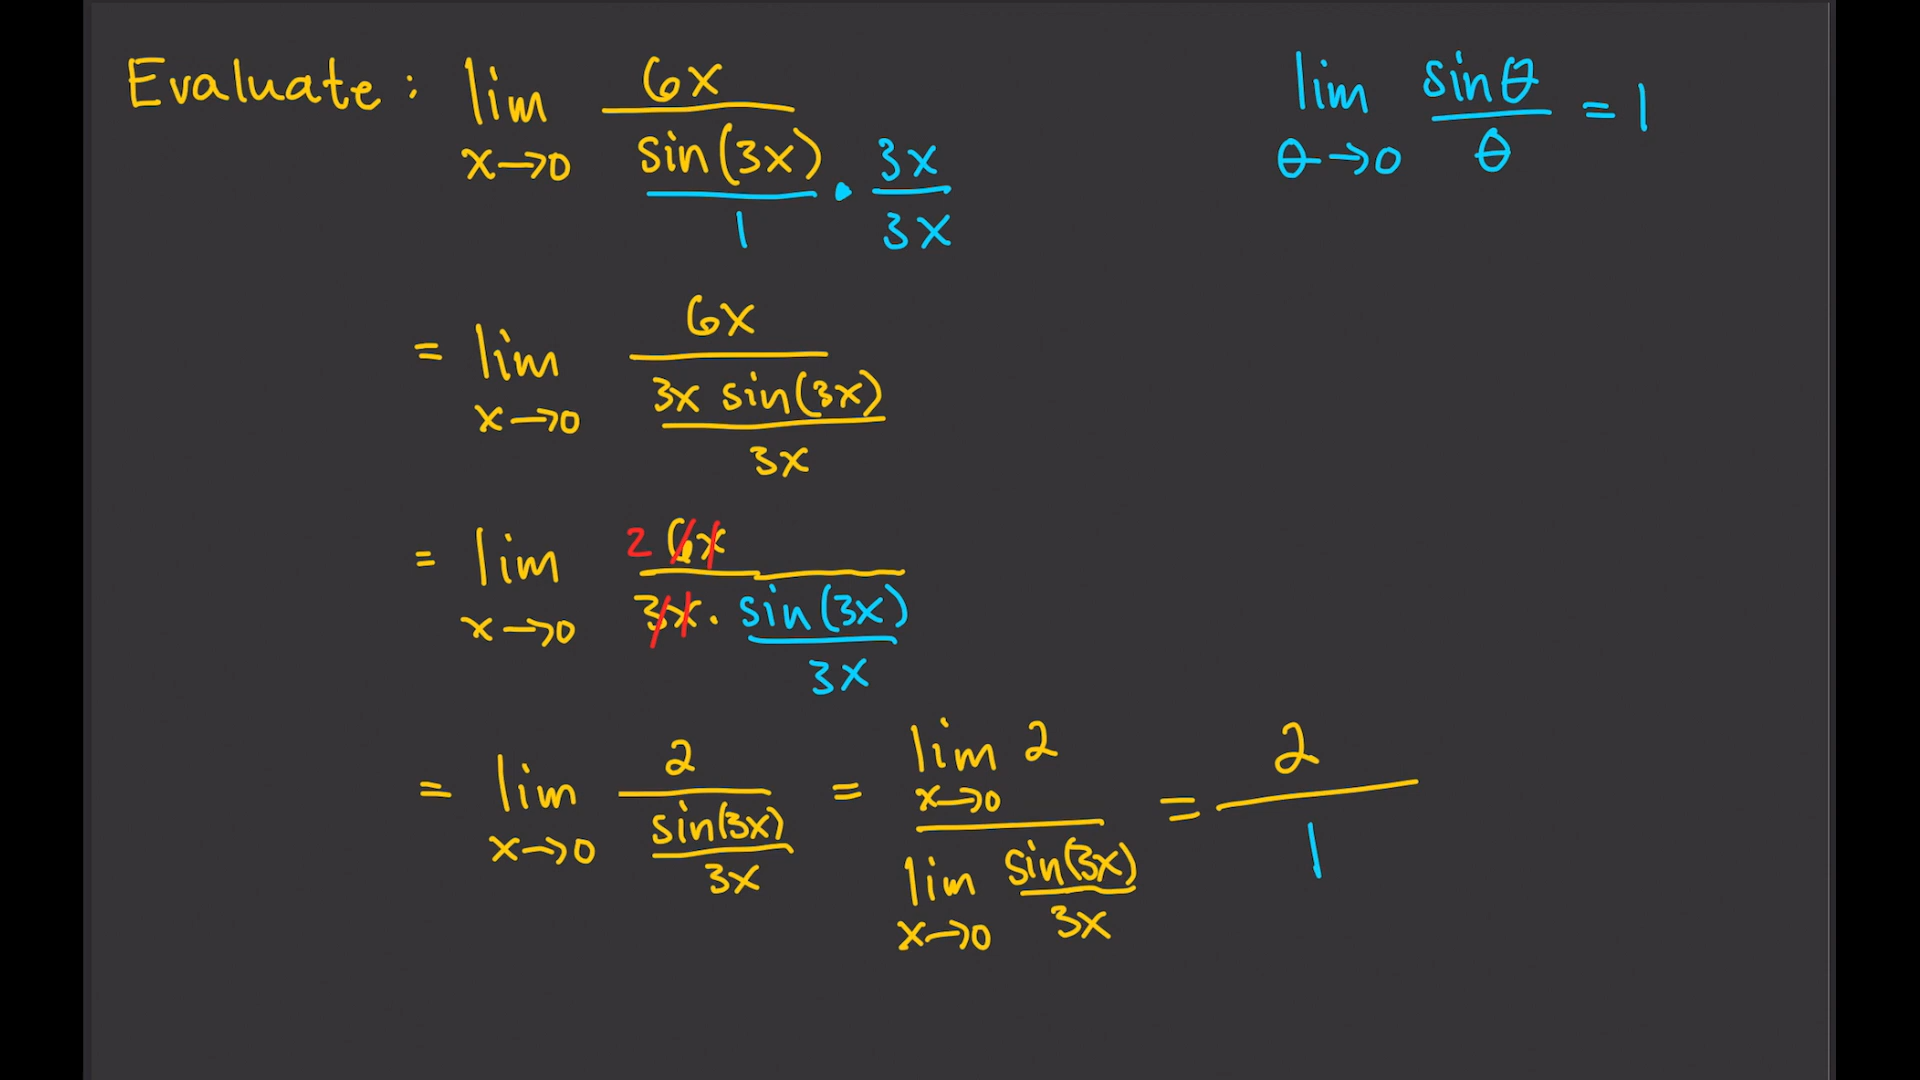 Evaluate: lim 6x
x→0 sin(3x) · 3x
1 3x
lim sinθ = 1
θ→0 θ
= lim 6x
x→0 3x sin(3x)
3x
= lim 2 6x
x→0 3x · sin(3x)
3x
= lim 2 = lim 2 = 2
x→0 sin(3x) x→0 1
3x lim sin(3x)
x→0 3x